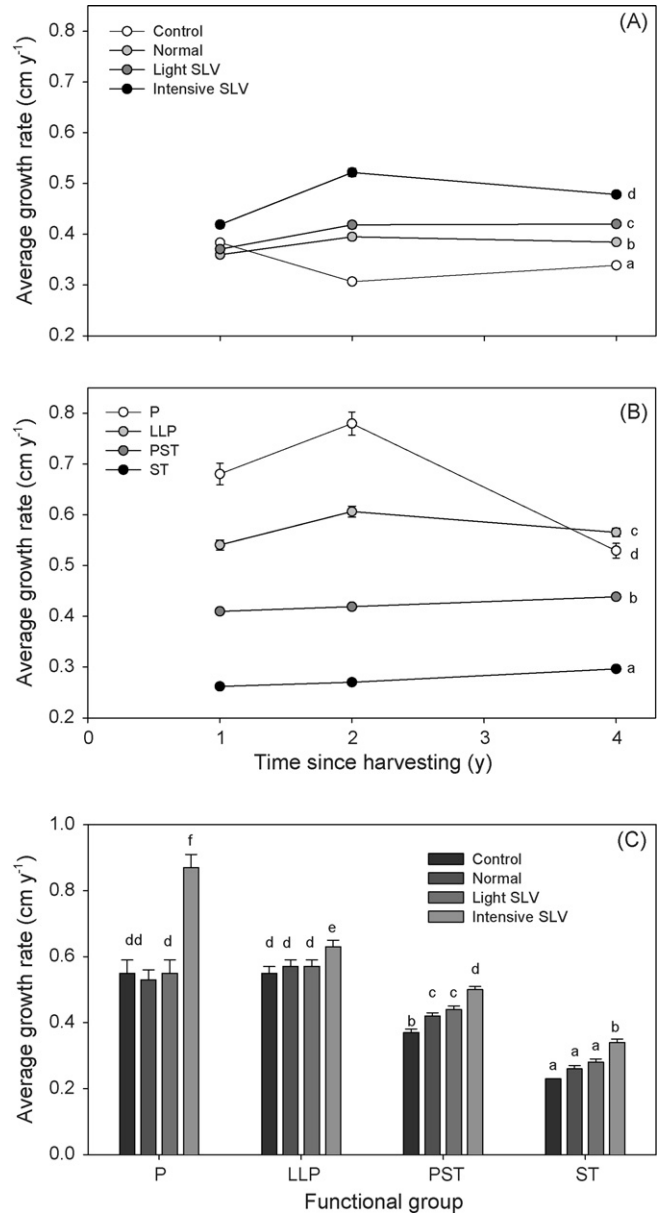 (A)
Control
Normal
Light SLV
Intensive SLV
Average growth rate (cm y⁻¹)
0.8
0.7
0.6
0.5
0.4
0.3
0.2
d
c
b
a
(B)
P
LLP
PST
ST
Average growth rate (cm y⁻¹)
0.8
0.7
0.6
0.5
0.4
0.3
0.2
c
d
b
a
0 1 2 3 4
Time since harvesting (y)
(C)
Control
Normal
Light SLV
Intensive SLV
Average growth rate (cm y⁻¹)
1.0
0.8
0.6
0.4
0.2
0.0
f
dd d
d d d e
b c c d
a a a b
P LLP PST ST
Functional group